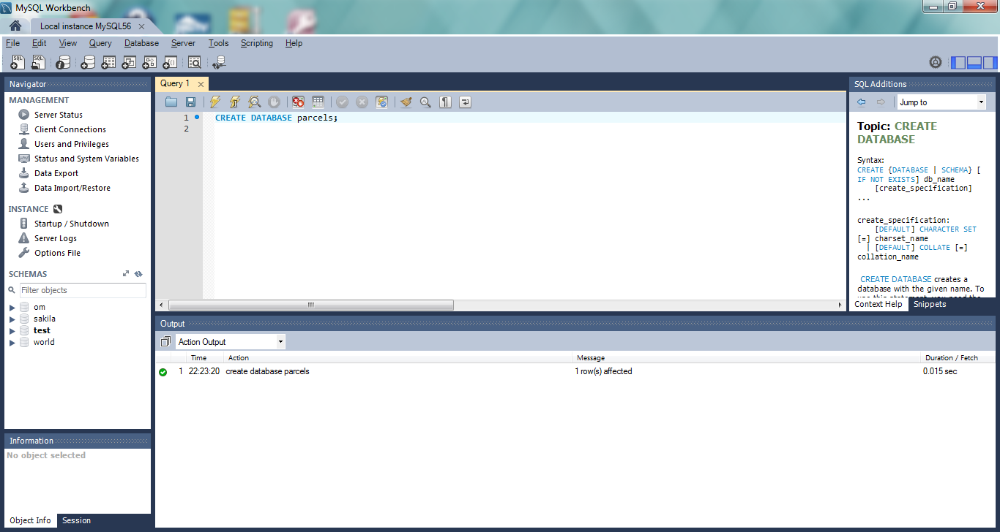 MySQL Workbench
Local instance MySQL56
File Edit View Query Database Server Tools Scripting Help
Navigator
MANAGEMENT
Server Status
Client Connections
Users and Privileges
Status and System Variables
Data Export
Data Import/Restore
INSTANCE
Startup / Shutdown
Server Logs
Options File
SCHEMAS
Filter objects
om
sakila
test
world
Information
No object selected
Object Info Session
Query 1
1 CREATE DATABASE parcels;
2
SQL Additions
Jump to
Topic: CREATE
DATABASE
Syntax:
CREATE {DATABASE | SCHEMA} [
IF NOT EXISTS] db_name
[create_specification]
...
create_specification:
[DEFAULT] CHARACTER SET
[=] charset_name
| [DEFAULT] COLLATE [=]
collation_name
CREATE DATABASE creates a
database with the given name. To
use this statement, you need the
Context Help Snippets
Output
Action Output
Time Action Message Duration / Fetch
1 22:23:20 create database parcels 1 row(s) affected 0.015 sec